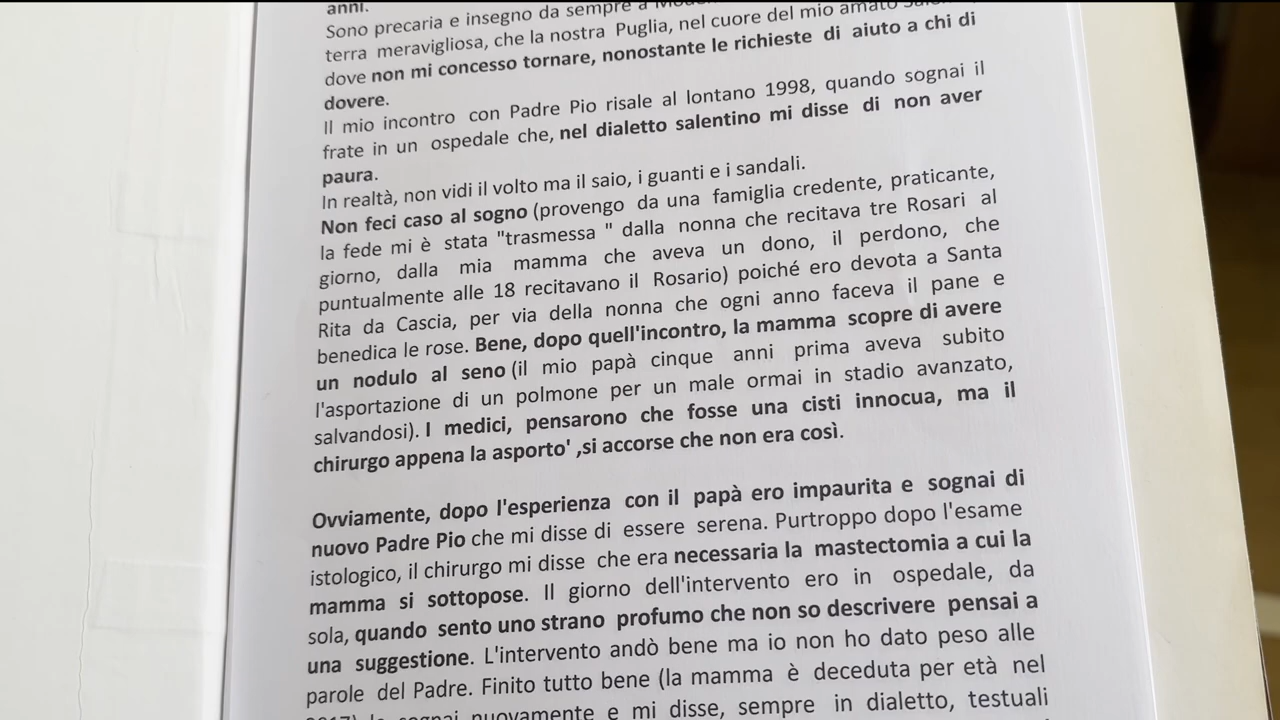 anni.
Sono precaria e insegno da sempre a
terra meravigliosa, che la nostra Puglia, nel cuore del mio amato
dove non mi concesso tornare, nonostante le richieste di aiuto a chi di
dovere.
Il mio incontro con Padre Pio risale al lontano 1998, quando sognai il
frate in un ospedale che, nel dialetto salentino mi disse di non aver
paura.
In realtà, non vidi il volto ma il saio, i guanti e i sandali.
Non feci caso al sogno (provengo da una famiglia credente, praticante,
la fede mi è stata "trasmessa " dalla nonna che recitava tre Rosari al
giorno, dalla mia mamma che aveva un dono, il perdono, che
puntualmente alle 18 recitavano il Rosario) poiché ero devota a Santa
Rita da Cascia, per via della nonna che ogni anno faceva il pane e
benedica le rose. Bene, dopo quell'incontro, la mamma scopre di avere
un nodulo al seno (il mio papà cinque anni prima aveva subito
l'asportazione di un polmone per un male ormai in stadio avanzato,
salvandosi). I medici, pensarono che fosse una cisti innocua, ma il
chirurgo appena la asporto' ,si accorse che non era così.
Ovviamente, dopo l'esperienza con il papà ero impaurita e sognai di
nuovo Padre Pio che mi disse di essere serena. Purtroppo dopo l'esame
istologico, il chirurgo mi disse che era necessaria la mastectomia a cui la
mamma si sottopose. Il giorno dell'intervento ero in ospedale, da
sola, quando sento uno strano profumo che non so descrivere pensai a
una suggestione. L'intervento andò bene ma io non ho dato peso alle
parole del Padre. Finito tutto bene (la mamma è deceduta per età nel
sognai nuovamente e mi disse, sempre in dialetto, testuali